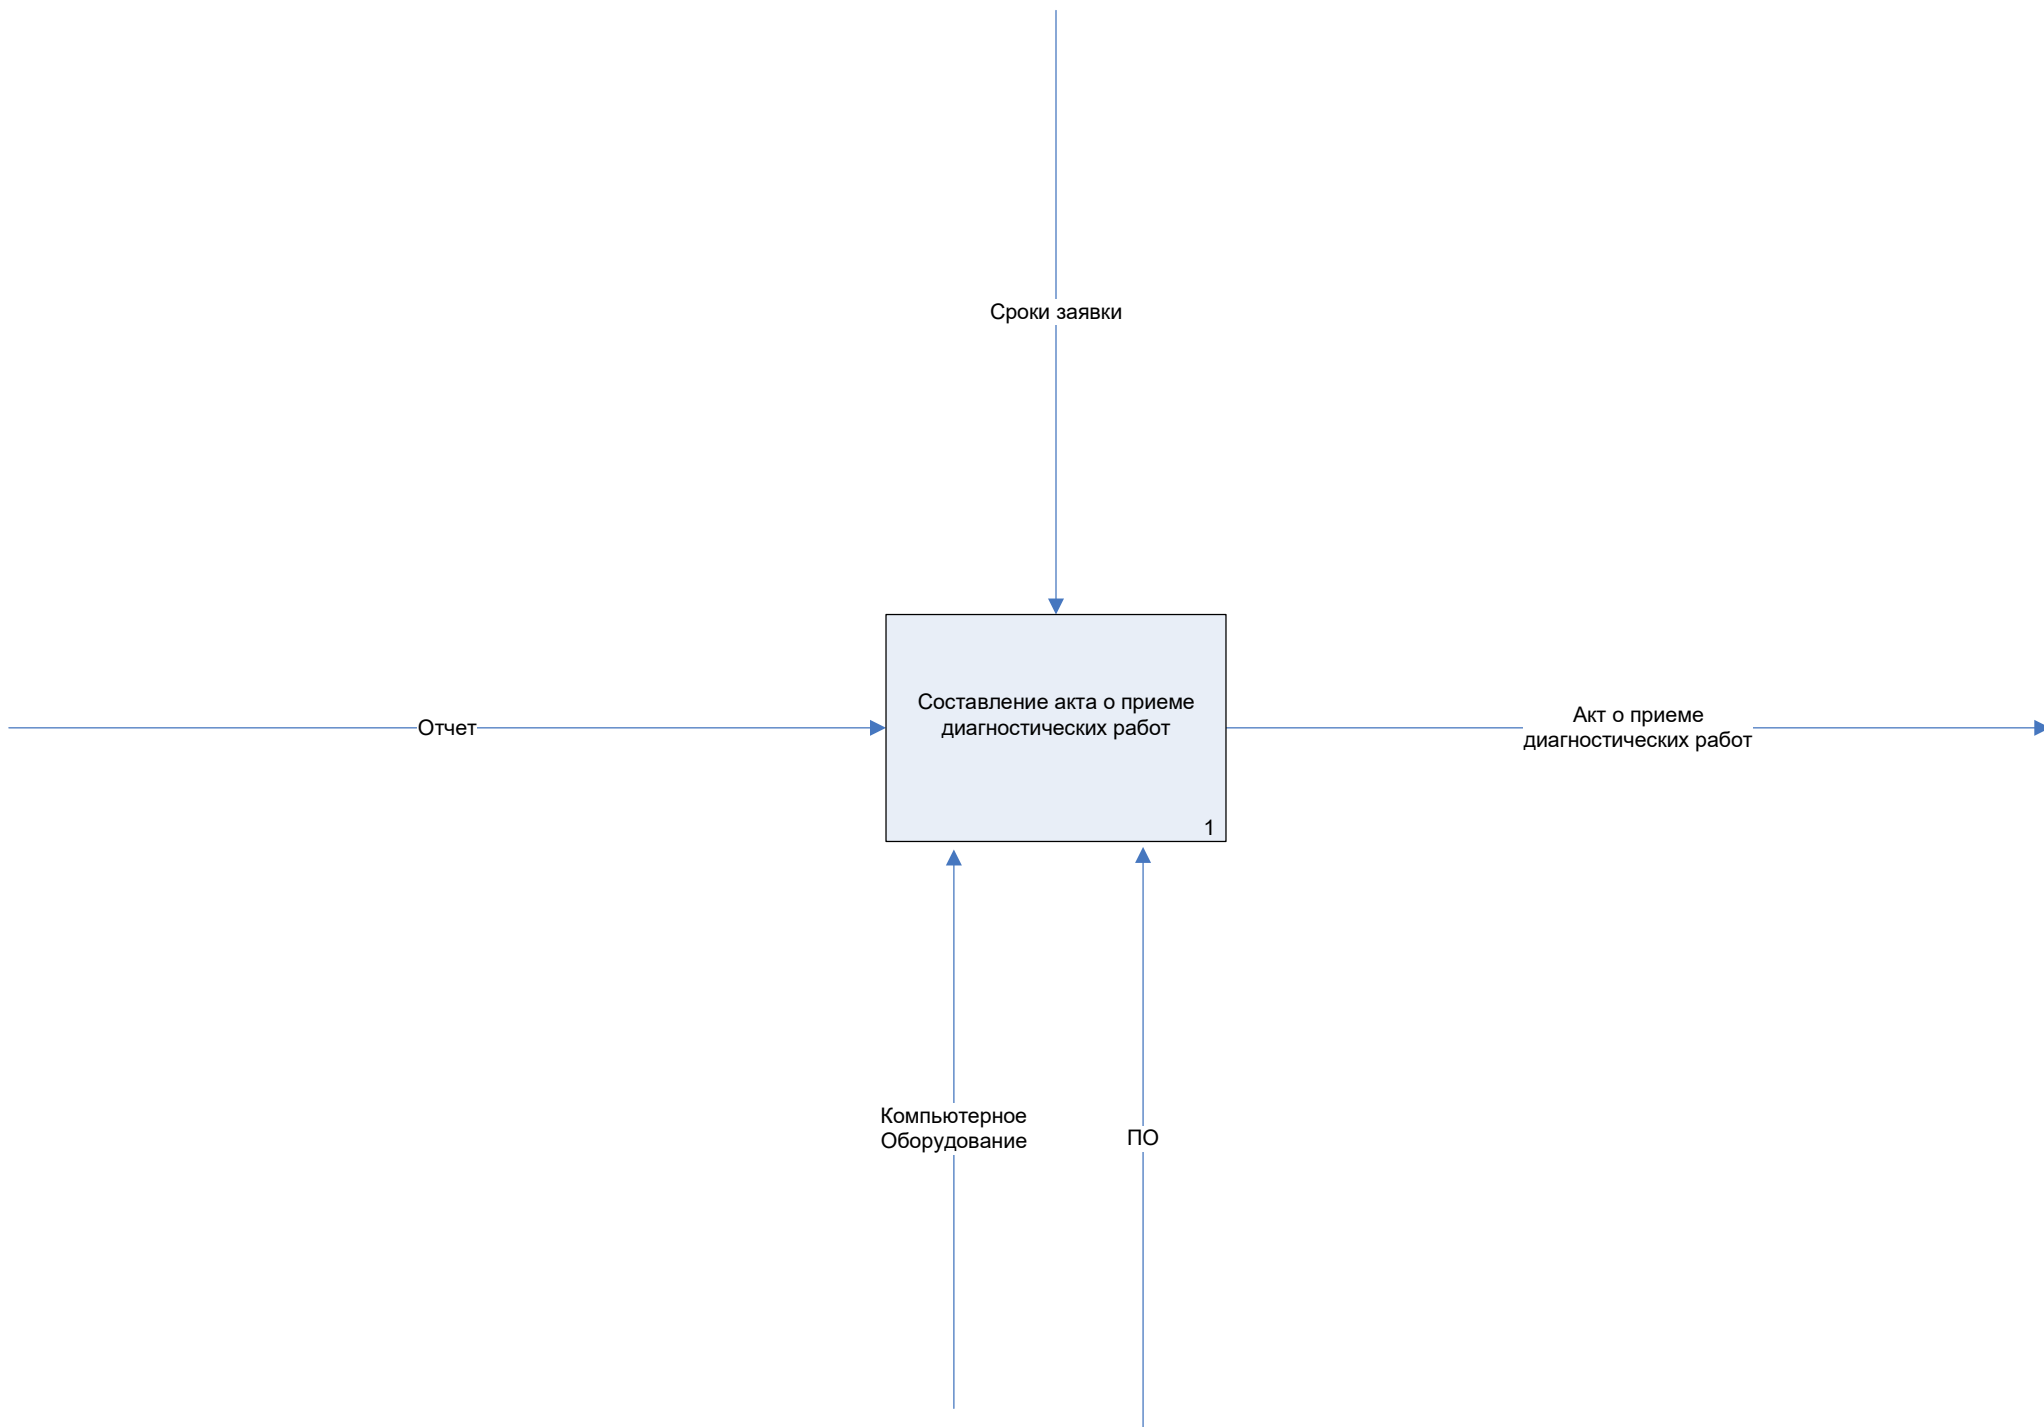 Сроки заявки
Составление акта о приеме
диагностических работ
1
Отчет
Акт о приеме
диагностических работ
Компьютерное
Оборудование
ПО